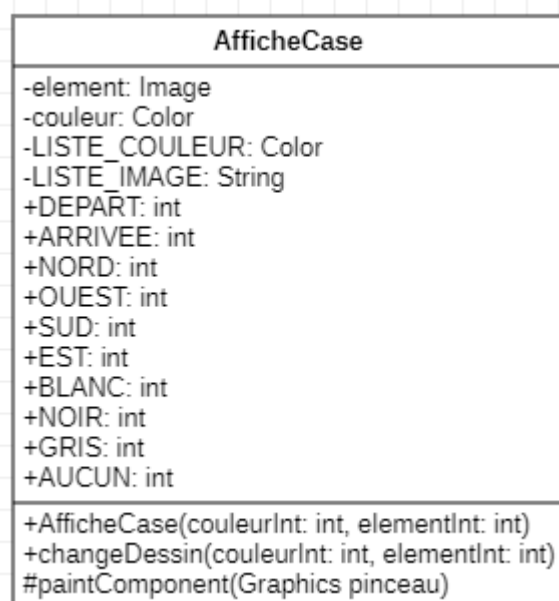 AfficheCase
-element: Image
-couleur: Color
-LISTE_COULEUR: Color
-LISTE_IMAGE: String
+DEPART: int
+ARRIVEE: int
+NORD: int
+OUEST: int
+SUD: int
+EST: int
+BLANC: int
+NOIR: int
+GRIS: int
+AUCUN: int
+AfficheCase(couleurInt: int, elementInt: int)
+changeDessin(couleurInt: int, elementInt: int)
#paintComponent(Graphics pinceau)